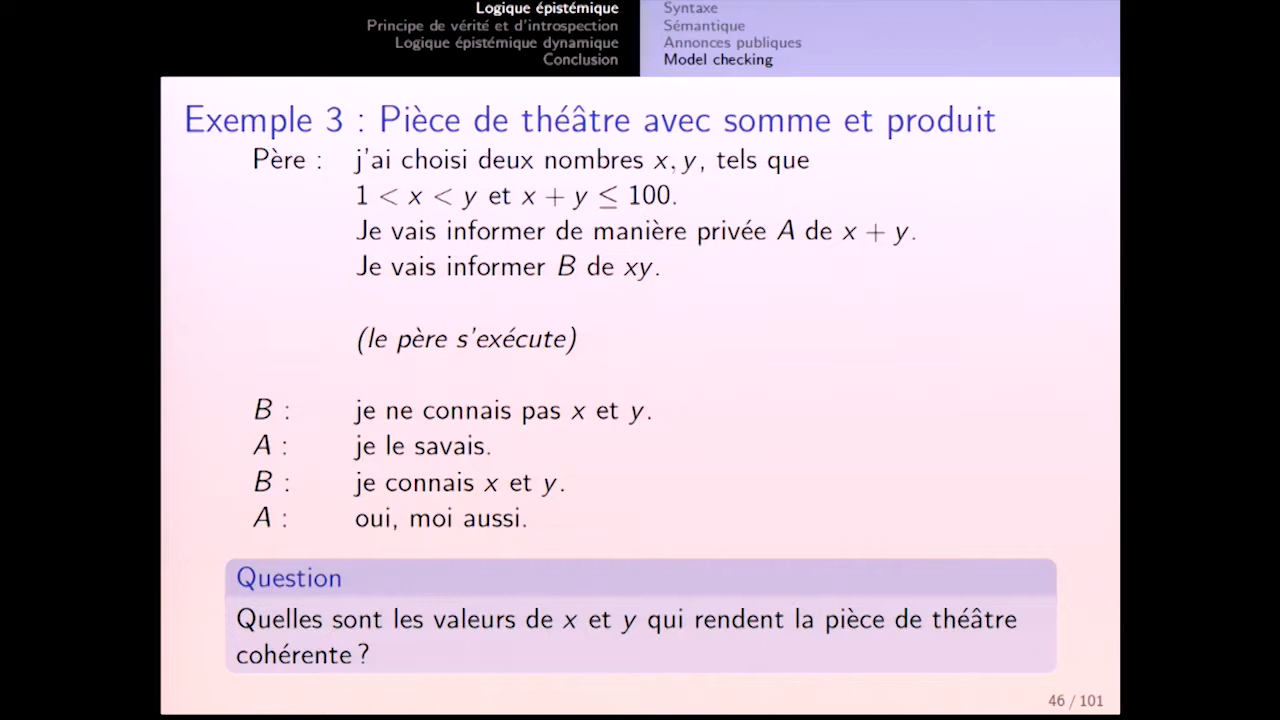 Logique épistémique
Principe de vérité et d'introspection
Logique épistémique dynamique
Conclusion
Syntaxe
Sémantique
Annonces publiques
Model checking
Exemple 3 : Pièce de théâtre avec somme et produit
Père : j'ai choisi deux nombres x, y, tels que
1 < x < y et x + y ≤ 100.
Je vais informer de manière privée A de x + y.
Je vais informer B de xy.
(le père s'exécute)
B : je ne connais pas x et y.
A : je le savais.
B : je connais x et y.
A : oui, moi aussi.
Question
Quelles sont les valeurs de x et y qui rendent la pièce de théâtre
cohérente ?
46 / 101